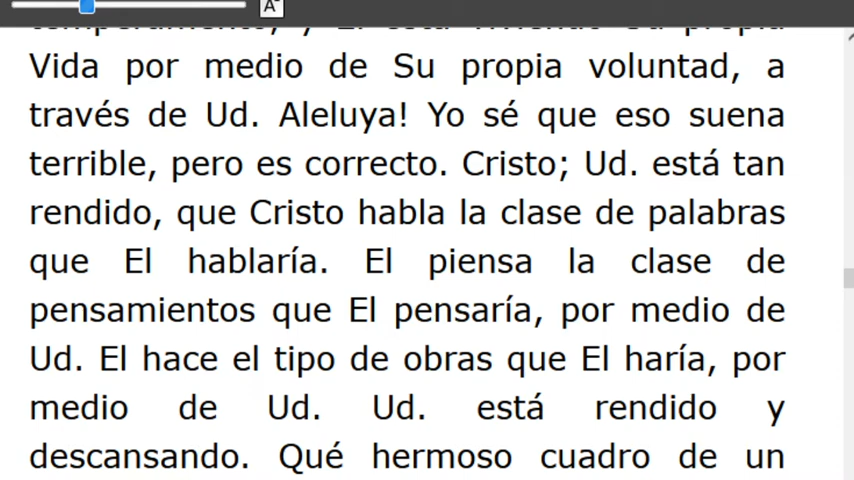 A
Vida por medio de Su propia voluntad, a
través de Ud. Aleluya! Yo sé que eso suena
terrible, pero es correcto. Cristo; Ud. está tan
rendido, que Cristo habla la clase de palabras
que El hablaría. El piensa la clase de
pensamientos que El pensaría, por medio de
Ud. El hace el tipo de obras que El haría, por
medio de Ud. Ud. está rendido y
descansando. Qué hermoso cuadro de un